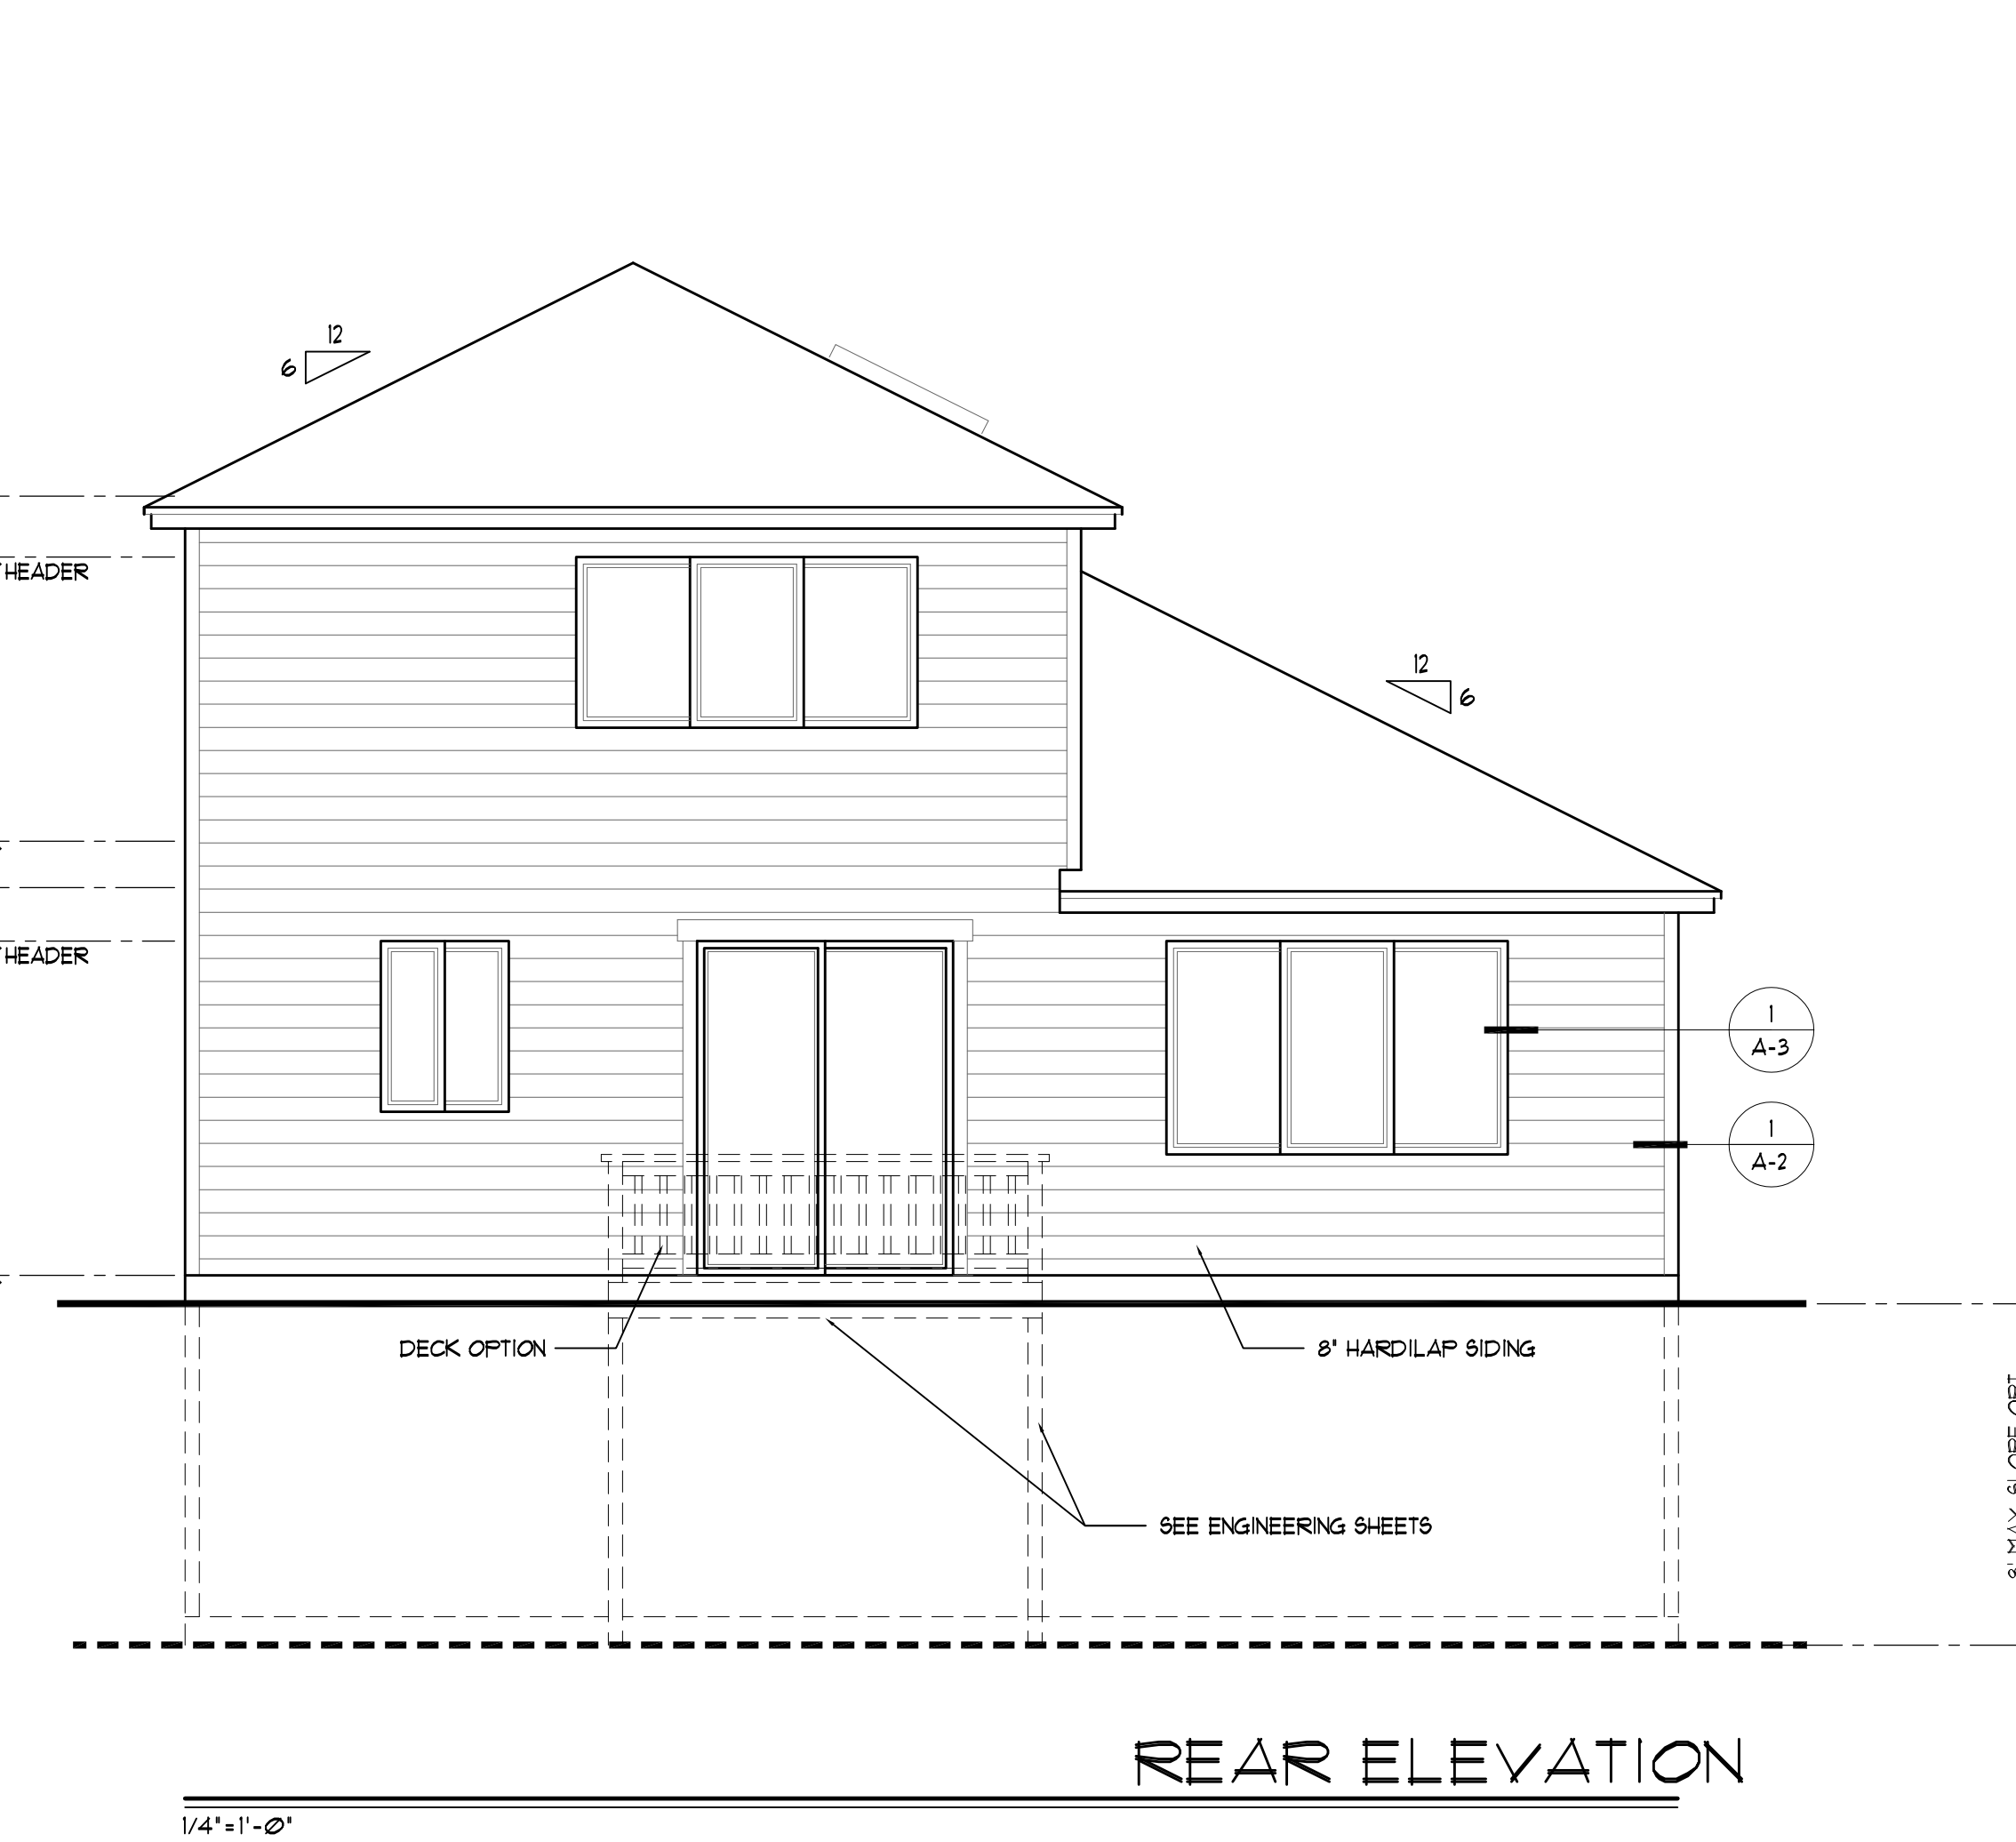 12
6
HEADER
12
6
HEADER
1
A-3
1
A-2
DECK OPTION
8" HARDILAP SIDING
SEE ENGINEERING SHEETS
REAR ELEVATION
1/4"=1'-Ø"